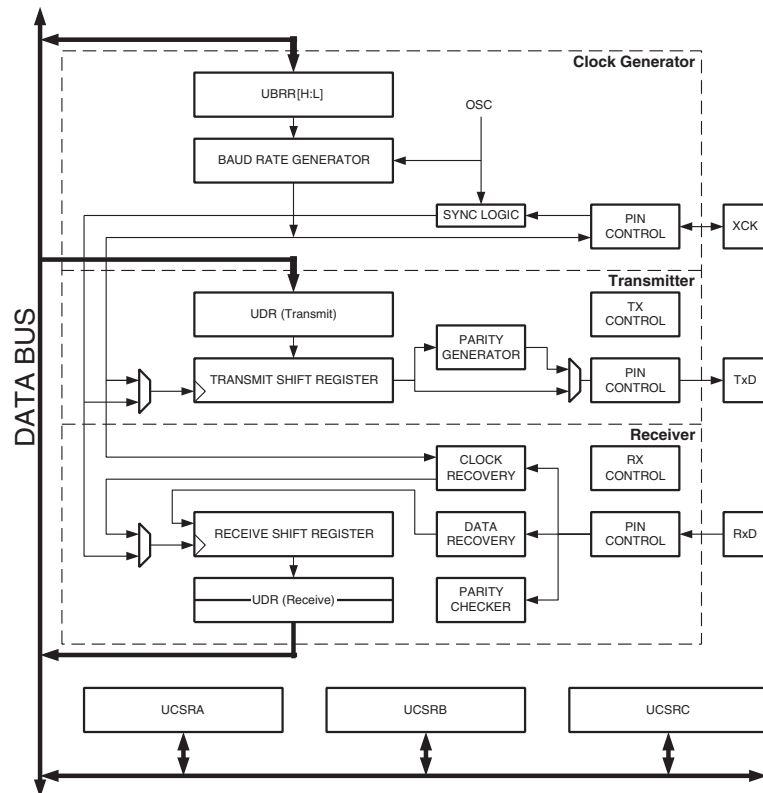 Clock Generator
UBRR[H:L]
OSC
BAUD RATE GENERATOR
SYNC LOGIC
PIN
CONTROL
XCK
DATA BUS
Transmitter
UDR (Transmit)
TX
CONTROL
PARITY
GENERATOR
TRANSMIT SHIFT REGISTER
PIN
CONTROL
TxD
Receiver
CLOCK
RECOVERY
RX
CONTROL
RECEIVE SHIFT REGISTER
DATA
RECOVERY
PIN
CONTROL
RxD
UDR (Receive)
PARITY
CHECKER
UCSRA
UCSRB
UCSRC